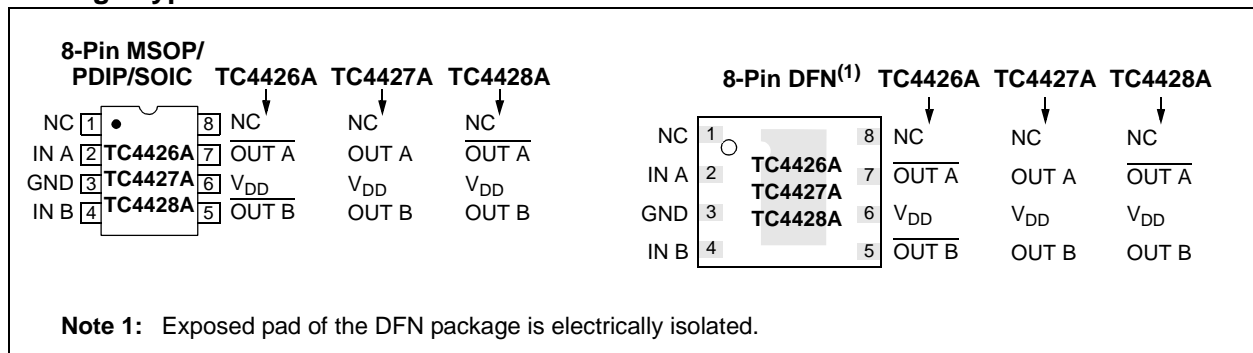 8-Pin MSOP/
PDIP/SOIC TC4426A TC4427A TC4428A
NC 1 8 NC NC NC
IN A 2 TC4426A 7 OUT A OUT A OUT A
GND 3 TC4427A 6 VDD VDD VDD
IN B 4 TC4428A 5 OUT B OUT B OUT B
8-Pin DFN(1) TC4426A TC4427A TC4428A
NC 1 8 NC NC NC
IN A 2 TC4426A 7 OUT A OUT A OUT A
TC4427A
GND 3 TC4428A 6 VDD VDD VDD
IN B 4 5 OUT B OUT B OUT B
Note 1: Exposed pad of the DFN package is electrically isolated.